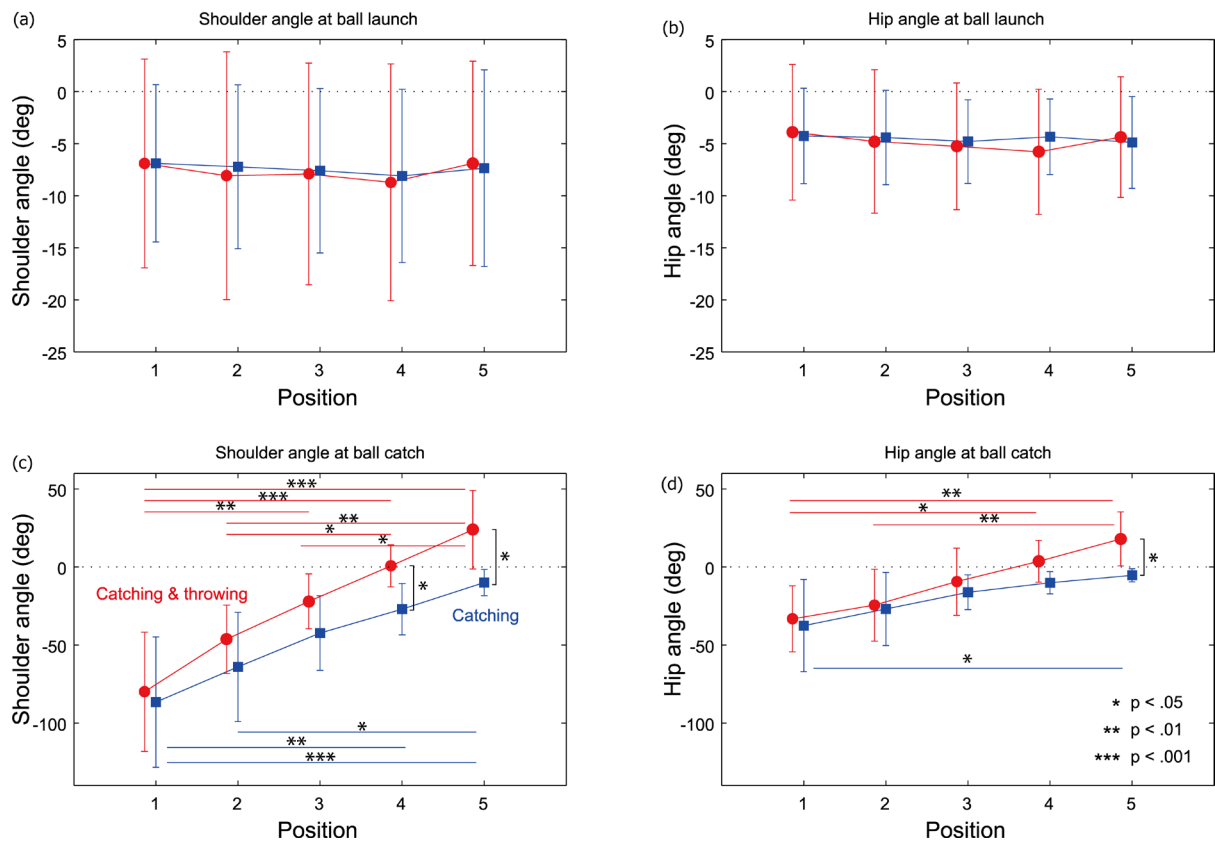 (a)
Shoulder angle at ball launch
5
0
-5
-10
-15
-20
-25
Shoulder angle (deg)
1 2 3 4 5
Position
(b)
Hip angle at ball launch
5
0
-5
-10
-15
-20
-25
Hip angle (deg)
1 2 3 4 5
Position
(c)
Shoulder angle at ball catch
50
0
-50
-100
Shoulder angle (deg)
***
***
**
**
*
*
*
*
Catching & throwing
Catching
*
**
***
1 2 3 4 5
Position
(d)
Hip angle at ball catch
50
0
-50
-100
Hip angle (deg)
**
*
**
*
*
* p < .05
** p < .01
*** p < .001
1 2 3 4 5
Position